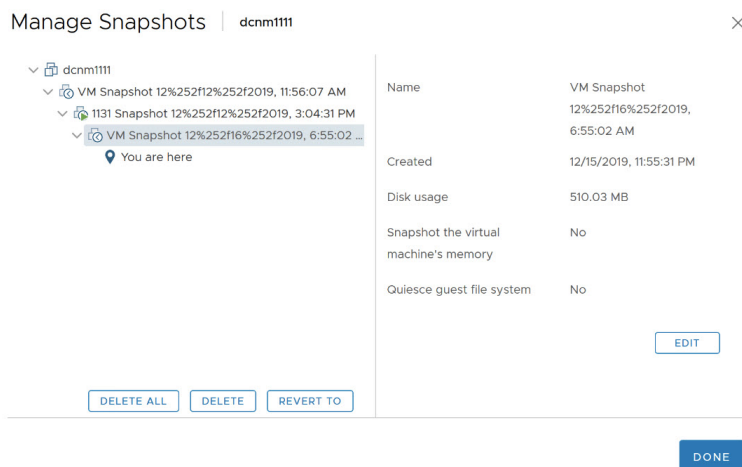 Manage Snapshots dcnm1111
dcnm1111
VM Snapshot 12%252f12%252f2019, 11:56:07 AM
1131 Snapshot 12%252f12%252f2019, 3:04:31 PM
VM Snapshot 12%252f16%252f2019, 6:55:02 ...
You are here
Name VM Snapshot
12%252f16%252f2019,
6:55:02 AM
Created 12/15/2019, 11:55:31 PM
Disk usage 510.03 MB
Snapshot the virtual No
machine's memory
Quiesce guest file system No
EDIT
DELETE ALL DELETE REVERT TO
DONE